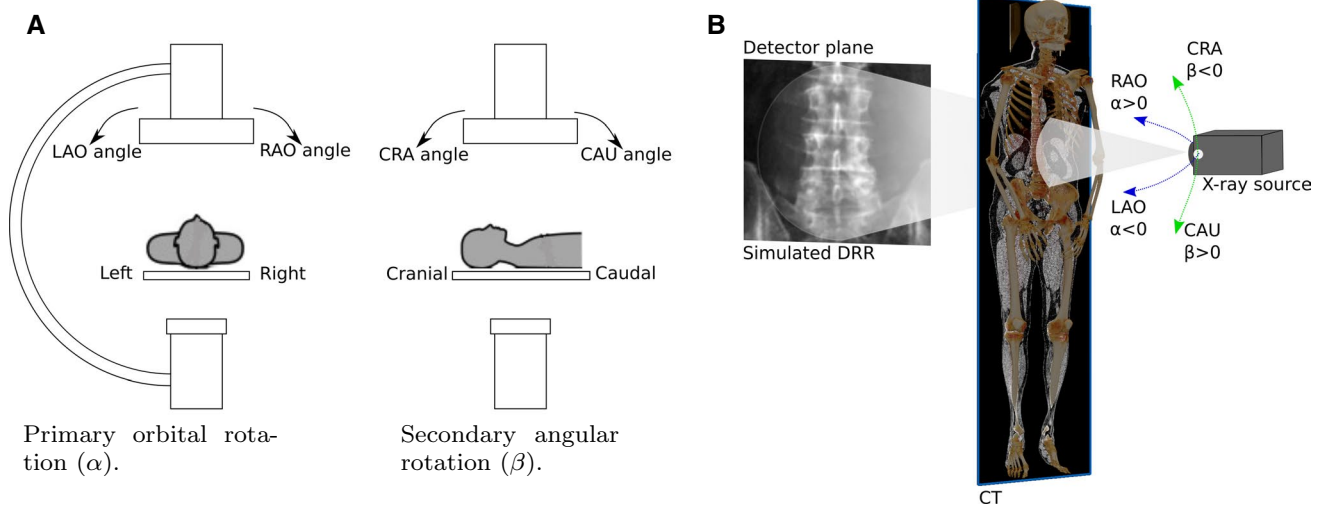 A
LAO angle
RAO angle
Left
Right
Primary orbital rota-
tion (α).
CRA angle
CAU angle
Cranial
Caudal
Secondary angular
rotation (β).
B
Detector plane
Simulated DRR
CT
CRA
β<0
RAO
α>0
X-ray source
LAO
α<0
CAU
β>0